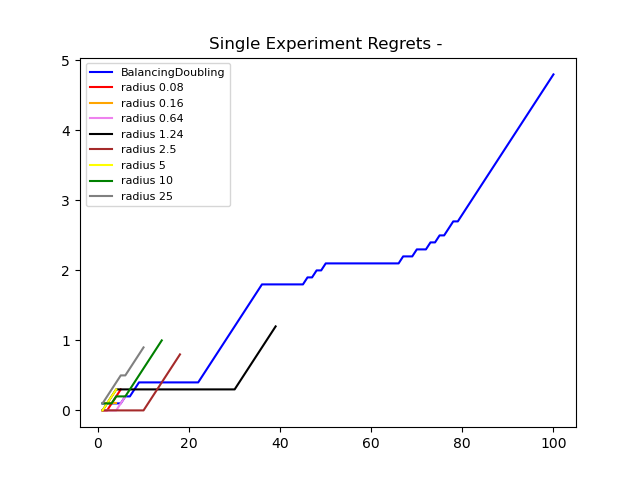 Single Experiment Regrets -
BalancingDoubling
radius 0.08
radius 0.16
radius 0.64
radius 1.24
radius 2.5
radius 5
radius 10
radius 25
5
4
3
2
1
0
0 20 40 60 80 100